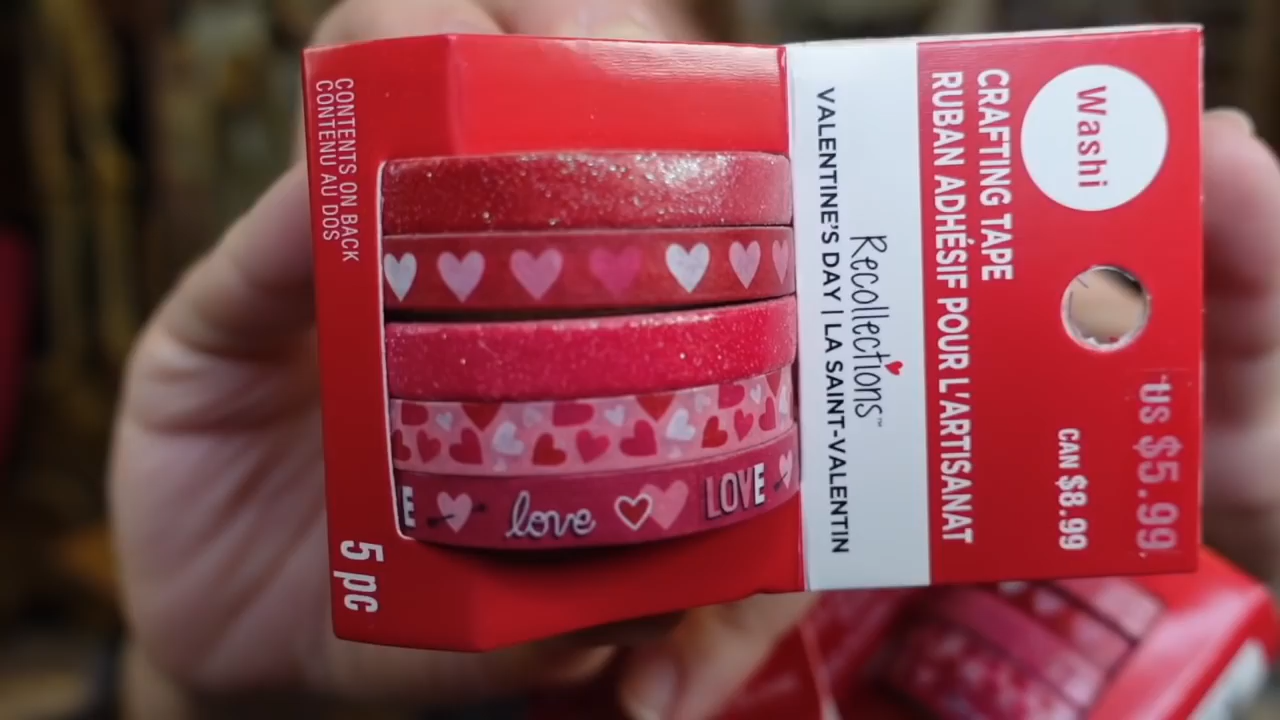 Washi
CRAFTING TAPE
RUBAN ADHÉSIF POUR L'ARTISANAT
US $5.99
CAN $8.99
Recollections™
VALENTINE'S DAY | LA SAINT-VALENTIN
CONTENTS ON BACK
CONTENU AU DOS
5 pc
E love LOVE